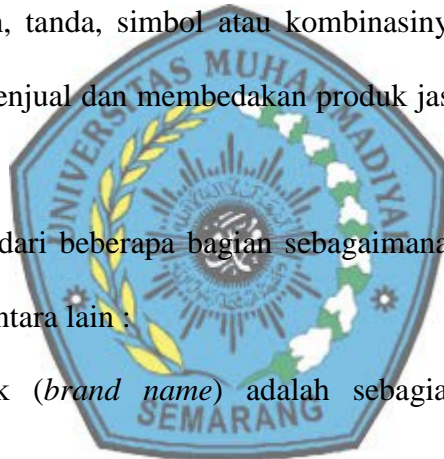 , tanda, simbol atau kombinasiny
enjual dan membedakan produk jas
dari beberapa bagian sebagaimana
ntara lain :
k (brand name) adalah sebagia
UNIVERSITAS MUHAMMADIYAH
SEMARANG